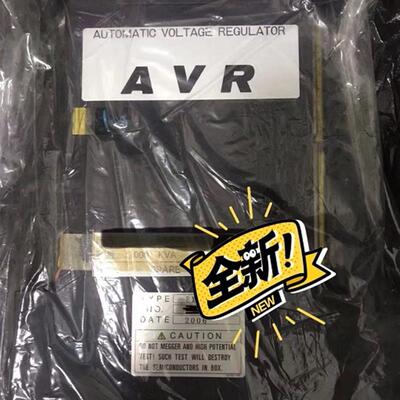 AUTOMATIC VOLTAGE REGULATOR
AVR
KVA
全新!
NEW
TYPE
NO.
DATE 2006
⚠ CAUTION
DO NOT MEGGER AND HIGH POTENTIAL
TEST! SUCH TEST WILL DESTROY
THE SEMICONDUCTORS IN BOX.